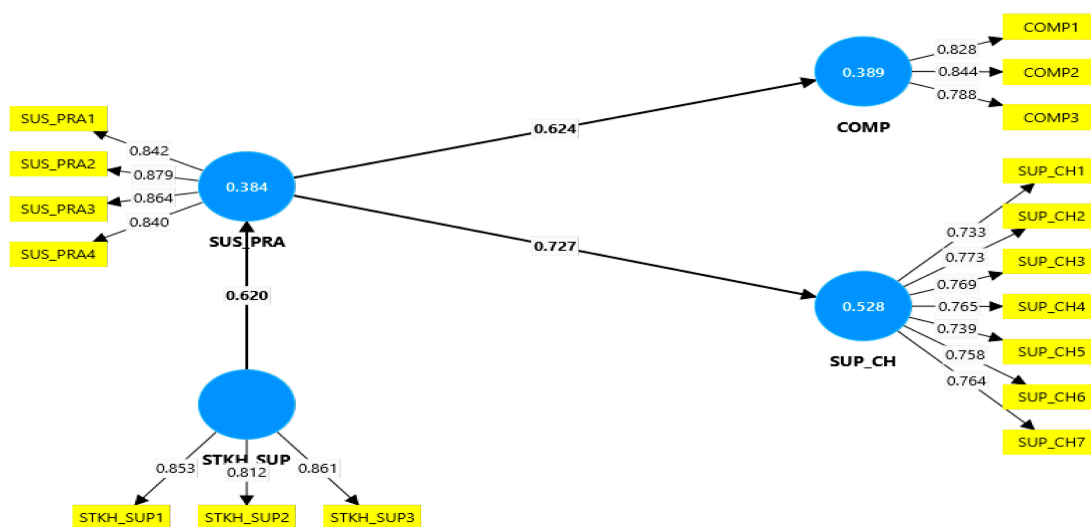 COMP1
0.828
COMP2
0.844
0.389
0.788
COMP3
COMP
SUS_PRA1
0.842
SUS_PRA2
0.879
SUS_PRA3
0.864
0.384
0.840
SUS_PRA4
SUS_PRA
0.624
0.727
0.620
SUP_CH1
SUP_CH2
0.733
0.773
SUP_CH3
0.769
0.765
SUP_CH4
0.528
0.739
SUP_CH5
0.758
SUP_CH
0.764
SUP_CH6
SUP_CH7
STKH_SUP
0.853
0.812
0.861
STKH_SUP1
STKH_SUP2
STKH_SUP3